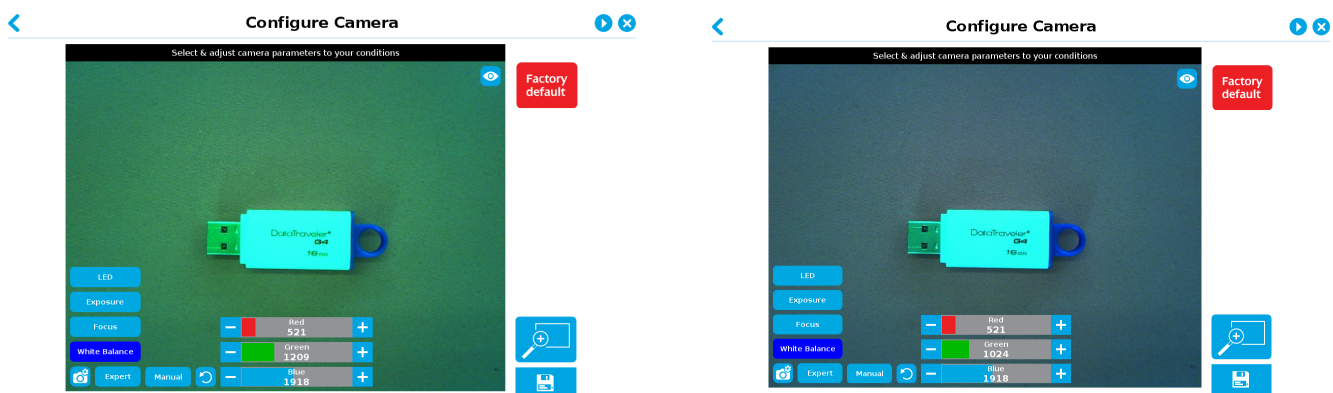 Configure Camera
Select & adjust camera parameters to your conditions
Factory
default
DataTraveler®
G4
16GB
LED
Exposure
Focus
White Balance
Expert
Manual
Red
521
Green
1209
Blue
1918
Configure Camera
Select & adjust camera parameters to your conditions
Factory
default
DataTraveler®
G4
16GB
LED
Exposure
Focus
White Balance
Expert
Manual
Red
521
Green
1024
Blue
1918